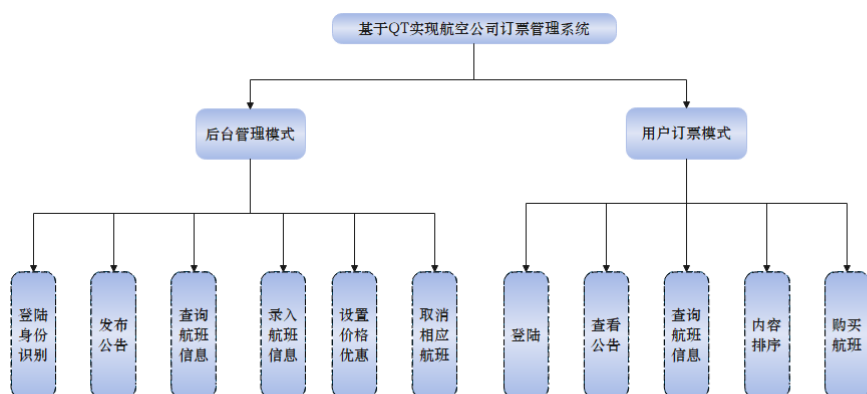 基于QT实现航空公司订票管理系统
后台管理模式
用户订票模式
登陆
身份
识别
发布
公告
查询
航班
信息
录入
航班
信息
设置
价格
优惠
取消
相应
航班
登陆
查看
公告
查询
航班
信息
内容
排序
购买
航班